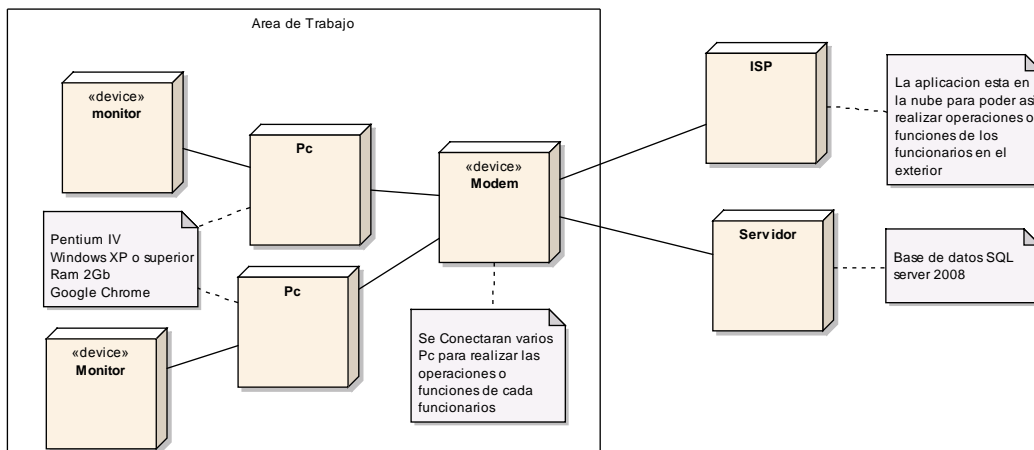 Area de Trabajo
«device»
monitor
Pc
Pentium IV
Windows XP o superior
Ram 2Gb
Google Chrome
Pc
«device»
Monitor
«device»
Modem
Se Conectaran varios
Pc para realizar las
operaciones o
funciones de cada
funcionarios
ISP
La aplicacion esta en
la nube para poder asi
realizar operaciones o
funciones de los
funcionarios en el
exterior
Servidor
Base de datos SQL
server 2008